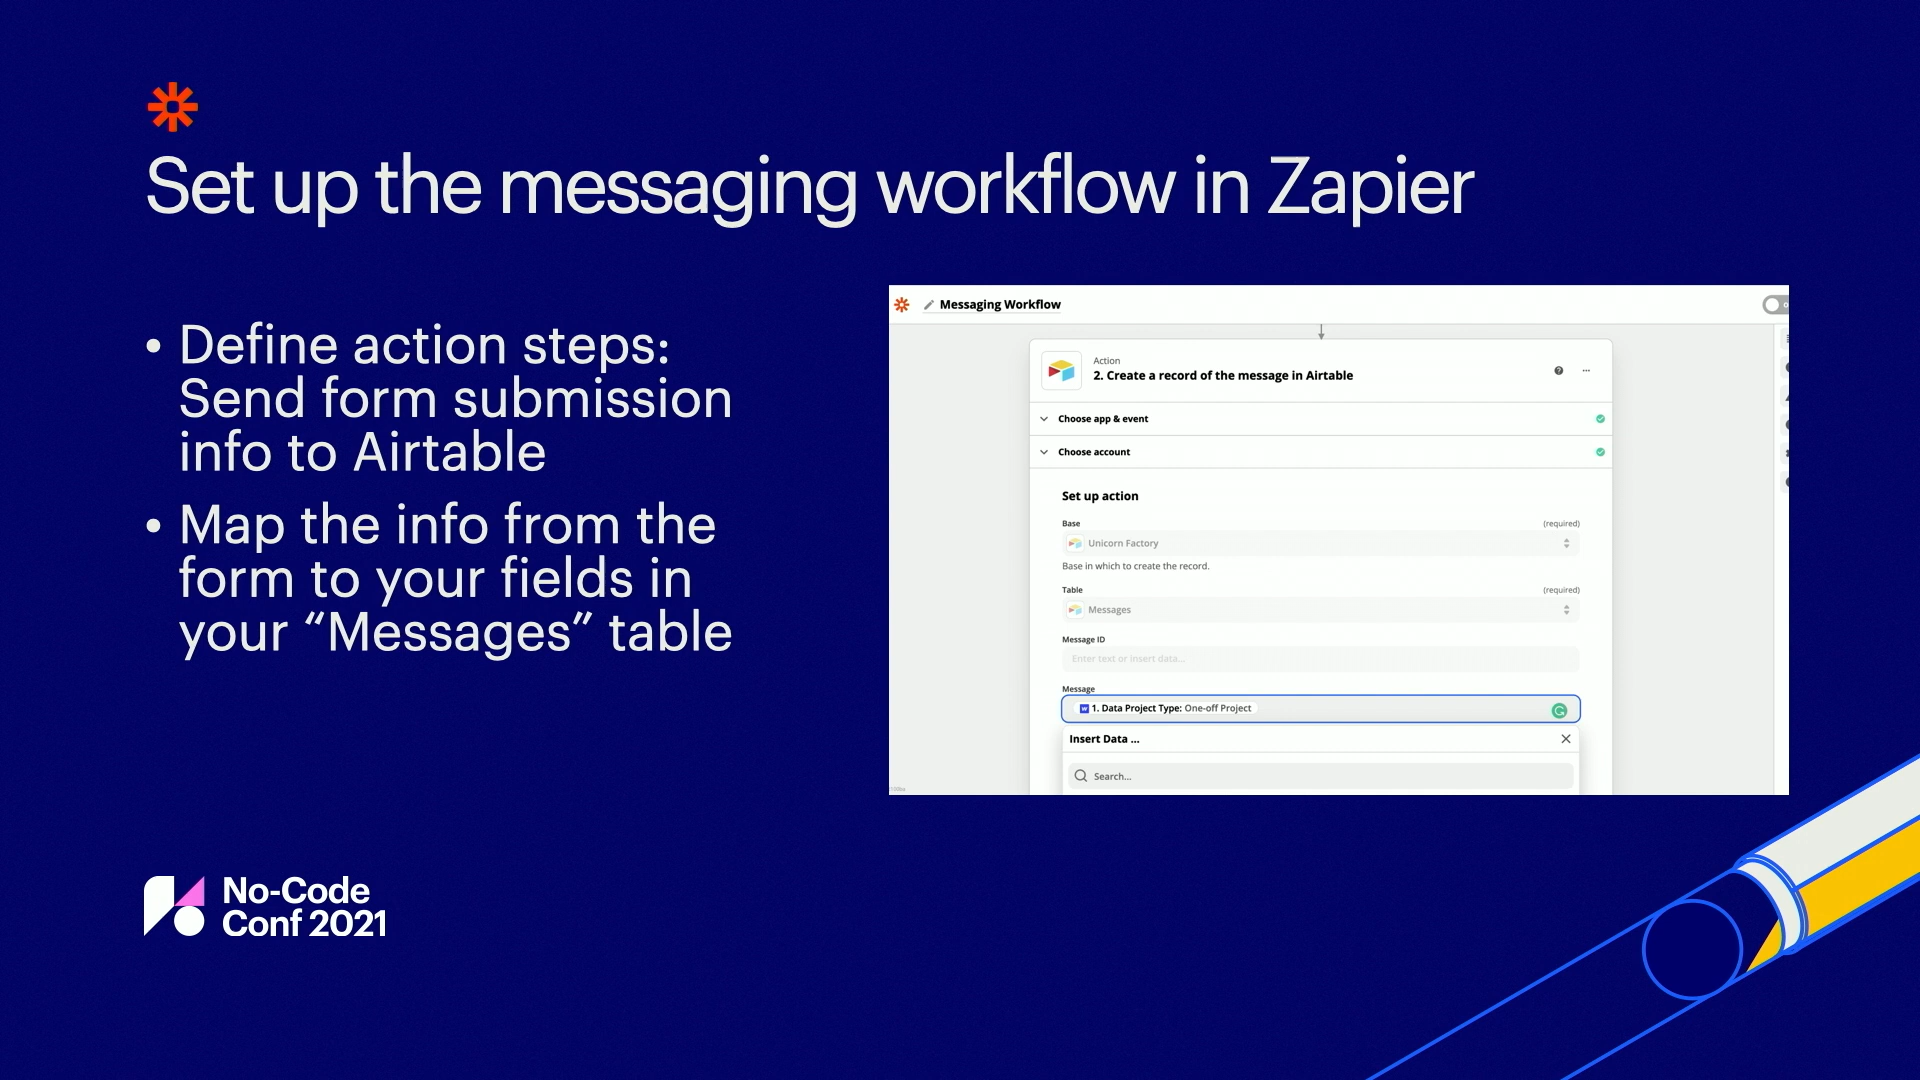 Set up the messaging workflow in Zapier
• Define action steps:
Send form submission
info to Airtable
• Map the info from the
form to your fields in
your “Messages” table
Messaging Workflow
Action
2. Create a record of the message in Airtable
Choose app & event
Choose account
Set up action
Base (required)
Unicorn Factory
Base in which to create the record.
Table (required)
Messages
Message ID
Enter text or insert data...
Message
1. Data Project Type: One-off Project
Insert Data ...
Search...
No-Code
Conf 2021